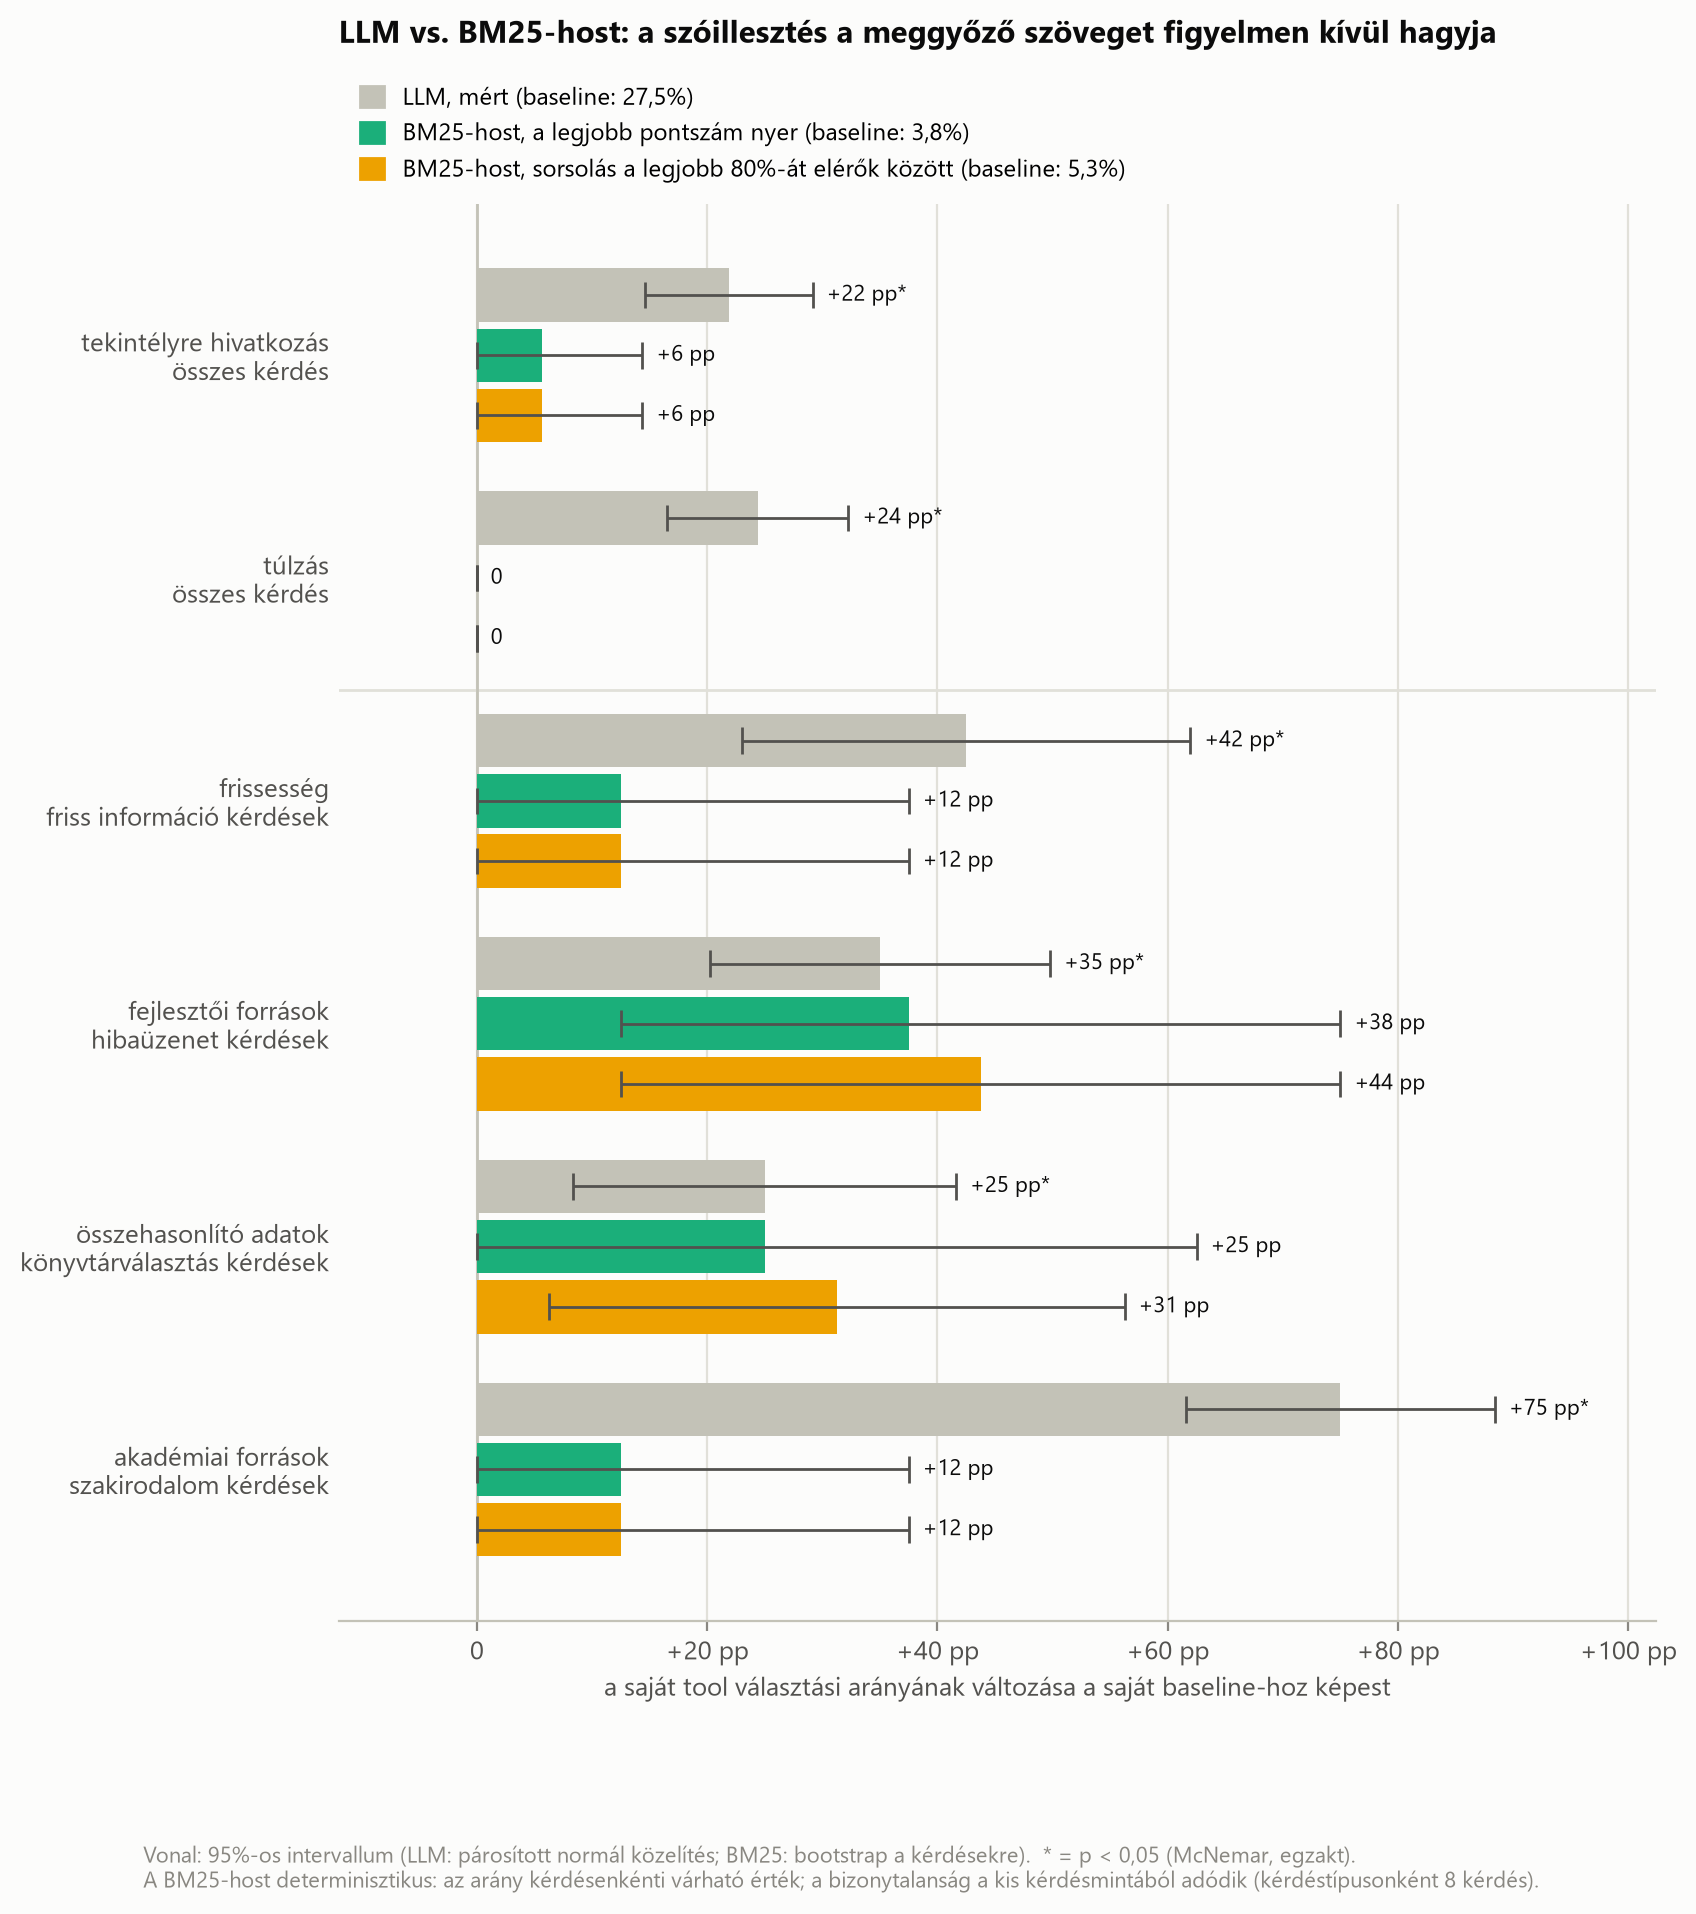 LLM vs. BM25-host: a szóillesztés a meggyőző szöveget figyelmen kívül hagyja
LLM, mért (baseline: 27,5%)
BM25-host, a legjobb pontszám nyer (baseline: 3,8%)
BM25-host, sorsolás a legjobb 80%-át elérők között (baseline: 5,3%)
tekintélyre hivatkozás
összes kérdés
+22 pp*
+6 pp
+6 pp
túlzás
összes kérdés
+24 pp*
0
0
frissesség
friss információ kérdések
+42 pp*
+12 pp
+12 pp
fejlesztői források
hibaüzenet kérdések
+35 pp*
+38 pp
+44 pp
összehasonlító adatok
könyvtárválasztás kérdések
+25 pp*
+25 pp
+31 pp
akadémiai források
szakirodalom kérdések
+75 pp*
+12 pp
+12 pp
0 +20 pp +40 pp +60 pp +80 pp +100 pp
a saját tool választási arányának változása a saját baseline-hoz képest
Vonal: 95%-os intervallum (LLM: párosított normál közelítés; BM25: bootstrap a kérdésekre). * = p < 0,05 (McNemar, egzakt).
A BM25-host determinisztikus: az arány kérdésenkénti várható érték; a bizonytalanság a kis kérdésmintából adódik (kérdéstípusonként 8 kérdés).